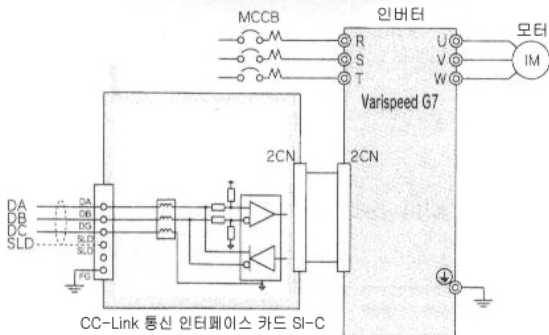 MCCB
인버터
모터
R
S
T
U
V
W
IM
Varispeed G7
2CN
2CN
DA
DB
DC
SLD
DA
DB
DG
SLD
SLD
FG
CC-Link 통신 인터페이스 카드 SI-C